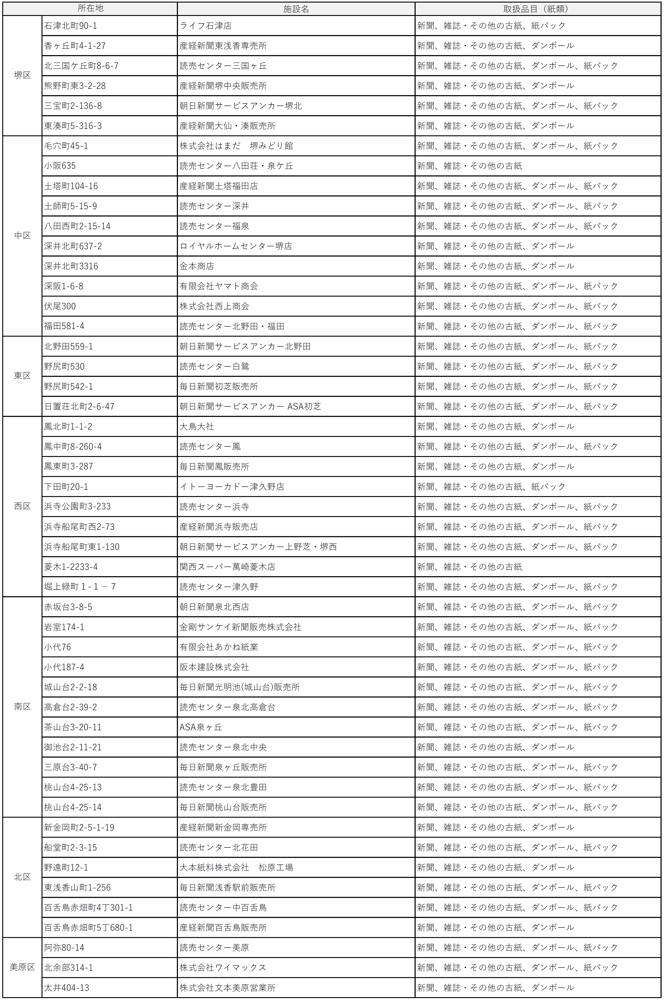 所在地 施設名 取扱品目（紙類）
堺区
石津北町90-1 ライフ石津店 新聞、雑誌・その他の古紙、紙パック
香ヶ丘町4-1-27 産経新聞東浅香専売所 新聞、雑誌・その他の古紙、ダンボール
北三国ケ丘町8-6-7 読売センター三国ヶ丘 新聞、雑誌・その他の古紙、ダンボール、紙パック
熊野町東3-2-28 産経新聞堺中央販売所 新聞、雑誌・その他の古紙、ダンボール
三宝町2-136-8 朝日新聞サービスアンカー堺北 新聞、雑誌・その他の古紙、ダンボール、紙パック
東湊町5-316-3 産経新聞大仙・湊販売所 新聞、雑誌・その他の古紙、ダンボール
中区
毛穴町45-1 株式会社はまだ　堺みどり館 新聞、雑誌・その他の古紙、ダンボール、紙パック
小阪635 読売センター八田荘・泉ケ丘 新聞、雑誌・その他の古紙
土塔町104-16 産経新聞土塔福田店 新聞、雑誌・その他の古紙、ダンボール、紙パック
土師町5-15-9 読売センター深井 新聞、雑誌・その他の古紙、ダンボール、紙パック
八田西町2-15-14 読売センター福泉 新聞、雑誌・その他の古紙、ダンボール、紙パック
深井北町637-2 ロイヤルホームセンター堺店 新聞、雑誌・その他の古紙、ダンボール
深井北町3316 金本商店 新聞、雑誌・その他の古紙、ダンボール
深阪1-6-8 有限会社ヤマト商会 新聞、雑誌・その他の古紙、ダンボール、紙パック
伏尾300 株式会社西上商会 新聞、雑誌・その他の古紙、ダンボール、紙パック
福田581-4 読売センター北野田・福田 新聞、雑誌・その他の古紙、ダンボール、紙パック
東区
北野田559-1 朝日新聞サービスアンカー北野田 新聞、雑誌・その他の古紙、ダンボール、紙パック
野尻町530 読売センター白鷺 新聞、雑誌・その他の古紙、ダンボール、紙パック
野尻町542-1 毎日新聞初芝販売所 新聞、雑誌・その他の古紙、ダンボール、紙パック
日置荘北町2-6-47 朝日新聞サービスアンカー ASA初芝 新聞、雑誌・その他の古紙、ダンボール、紙パック
西区
鳳北町1-1-2 大鳥大社 新聞、雑誌・その他の古紙、ダンボール
鳳中町8-260-4 読売センター鳳 新聞、雑誌・その他の古紙、ダンボール、紙パック
鳳東町3-287 毎日新聞鳳販売所 新聞、雑誌・その他の古紙、ダンボール
下田町20-1 イトーヨーカドー津久野店 新聞、雑誌・その他の古紙、紙パック
浜寺公園町3-233 読売センター浜寺 新聞、雑誌・その他の古紙、ダンボール、紙パック
浜寺船尾町西2-73 産経新聞浜寺販売店 新聞、雑誌・その他の古紙、ダンボール、紙パック
浜寺船尾町東1-130 朝日新聞サービスアンカー上野芝・堺西 新聞、雑誌・その他の古紙、ダンボール、紙パック
菱木1-2233-4 関西スーパー萬崎菱木店 新聞、雑誌・その他の古紙
堀上緑町１-１－７ 読売センター津久野 新聞、雑誌・その他の古紙、ダンボール、紙パック
南区
赤坂台3-8-5 朝日新聞泉北西店 新聞、雑誌・その他の古紙、ダンボール、紙パック
岩室174-1 金剛サンケイ新聞販売株式会社 新聞、雑誌・その他の古紙、ダンボール、紙パック
小代76 有限会社あかね紙業 新聞、雑誌・その他の古紙、ダンボール、紙パック
小代187-4 阪本建設株式会社 新聞、雑誌・その他の古紙、ダンボール、紙パック
城山台2-2-18 毎日新聞光明池(城山台)販売所 新聞、雑誌・その他の古紙、ダンボール、紙パック
高倉台2-39-2 読売センター泉北高倉台 新聞、雑誌・その他の古紙、ダンボール、紙パック
茶山台3-20-11 ASA泉ヶ丘 新聞、雑誌・その他の古紙、ダンボール、紙パック
御池台2-11-21 読売センター泉北中央 新聞、雑誌・その他の古紙、ダンボール
三原台3-40-7 毎日新聞泉ヶ丘販売所 新聞、雑誌・その他の古紙、ダンボール、紙パック
桃山台4-25-13 読売センター泉北豊田 新聞、雑誌・その他の古紙、ダンボール、紙パック
桃山台4-25-14 毎日新聞桃山台販売所 新聞、雑誌・その他の古紙、ダンボール、紙パック
北区
新金岡町2-5-1-19 産経新聞新金岡専売所 新聞、雑誌・その他の古紙、ダンボール
船堂町2-3-15 読売センター北花田 新聞、雑誌・その他の古紙、ダンボール、紙パック
野遠町12-1 大本紙料株式会社　松原工場 新聞、雑誌・その他の古紙、ダンボール
東浅香山町1-256 毎日新聞浅香駅前販売所 新聞、雑誌・その他の古紙、ダンボール、紙パック
百舌鳥赤畑町4丁301-1 読売センター中百舌鳥 新聞、雑誌・その他の古紙、ダンボール、紙パック
百舌鳥赤畑町5丁680-1 産経新聞百舌鳥販売所 新聞、雑誌・その他の古紙、ダンボール
美原区
阿弥80-14 読売センター美原 新聞、雑誌・その他の古紙、ダンボール、紙パック
北余部314-1 株式会社ワイマックス 新聞、雑誌・その他の古紙、ダンボール、紙パック
太井404-13 株式会社文本美原営業所 新聞、雑誌・その他の古紙、ダンボール